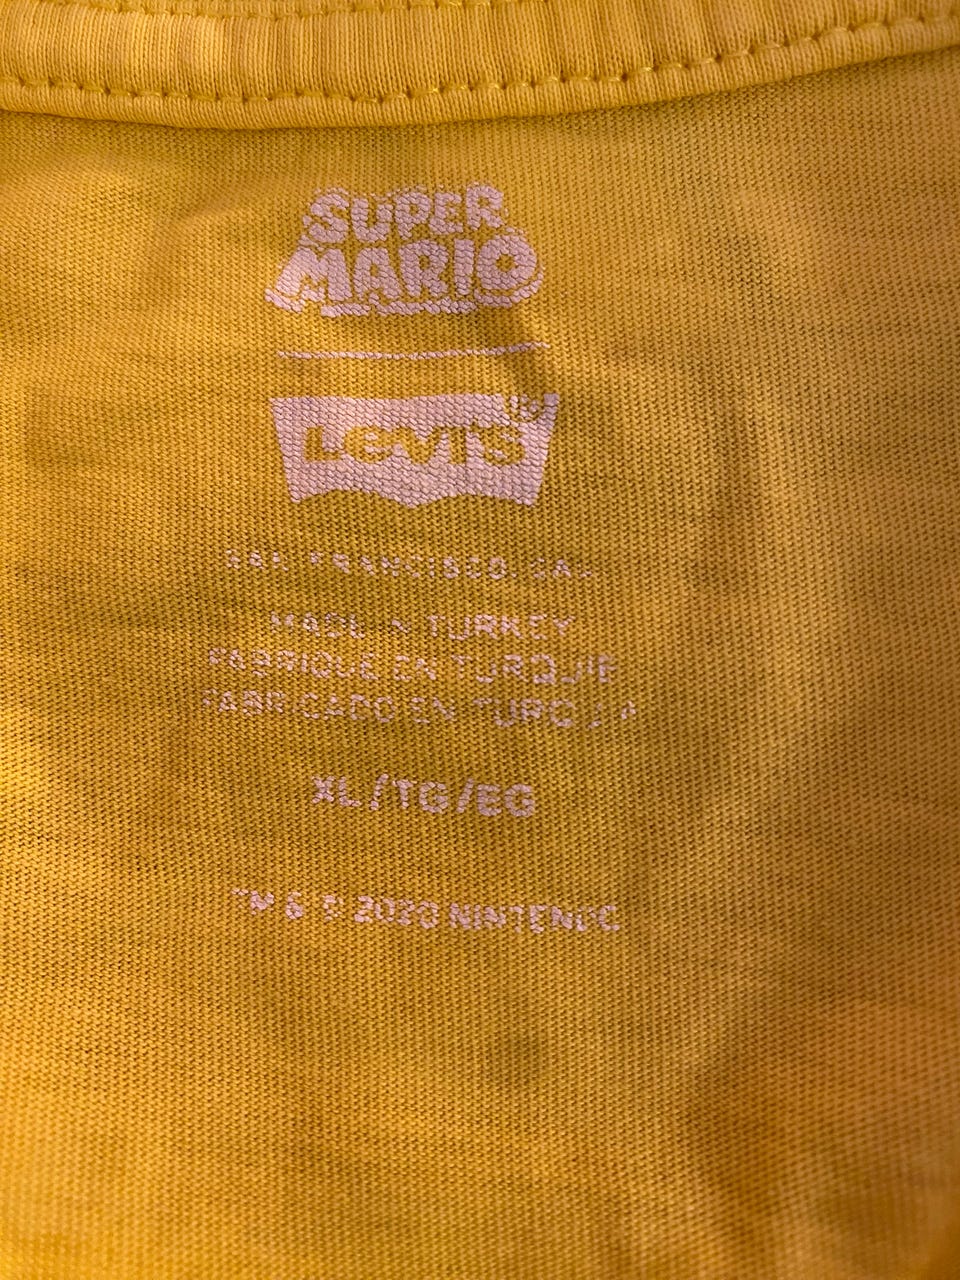 SUPER
MARIO
Levi's®
SAN FRANCISCO, CAL
MADE IN TURKEY
FABRIQUE EN TURQUIE
FABRICADO EN TURQUIA
XL/TG/EG
TM & © 2020 NINTENDO